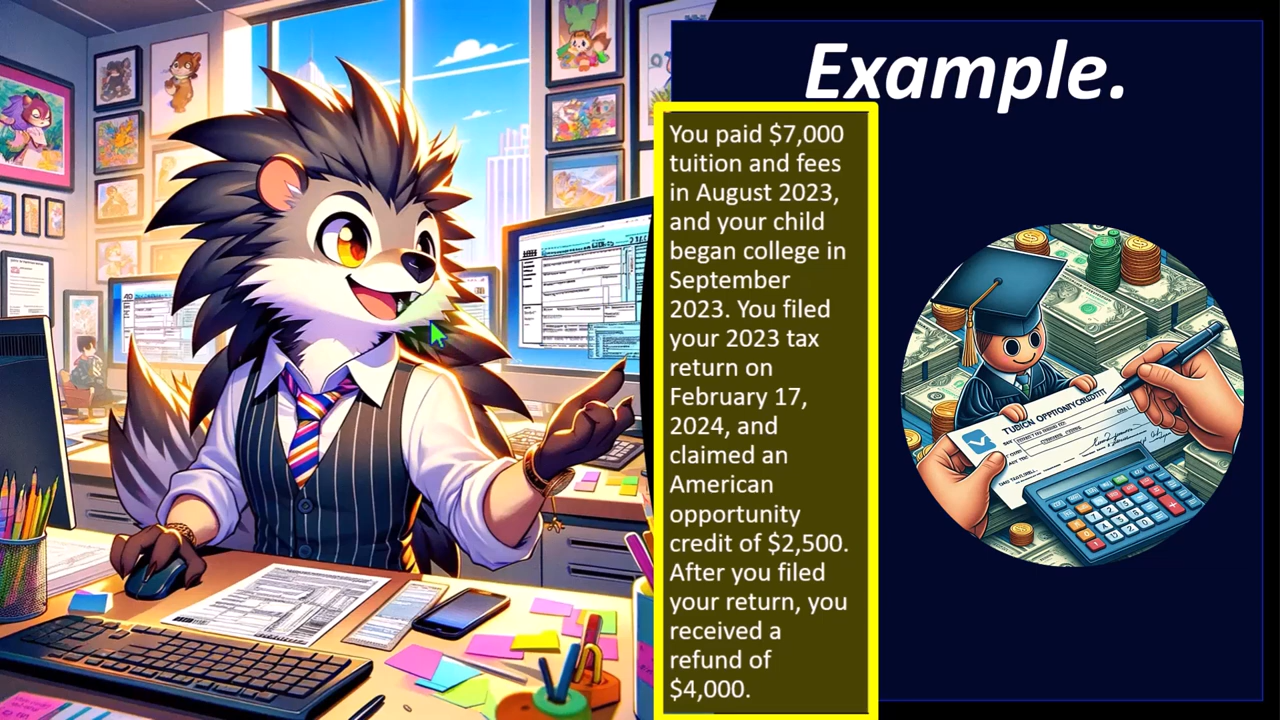 Example.
You paid $7,000
tuition and fees
in August 2023,
and your child
began college in
September
2023. You filed
your 2023 tax
return on
February 17,
2024, and
claimed an
American
opportunity
credit of $2,500.
After you filed
your return, you
received a
refund of
$4,000.